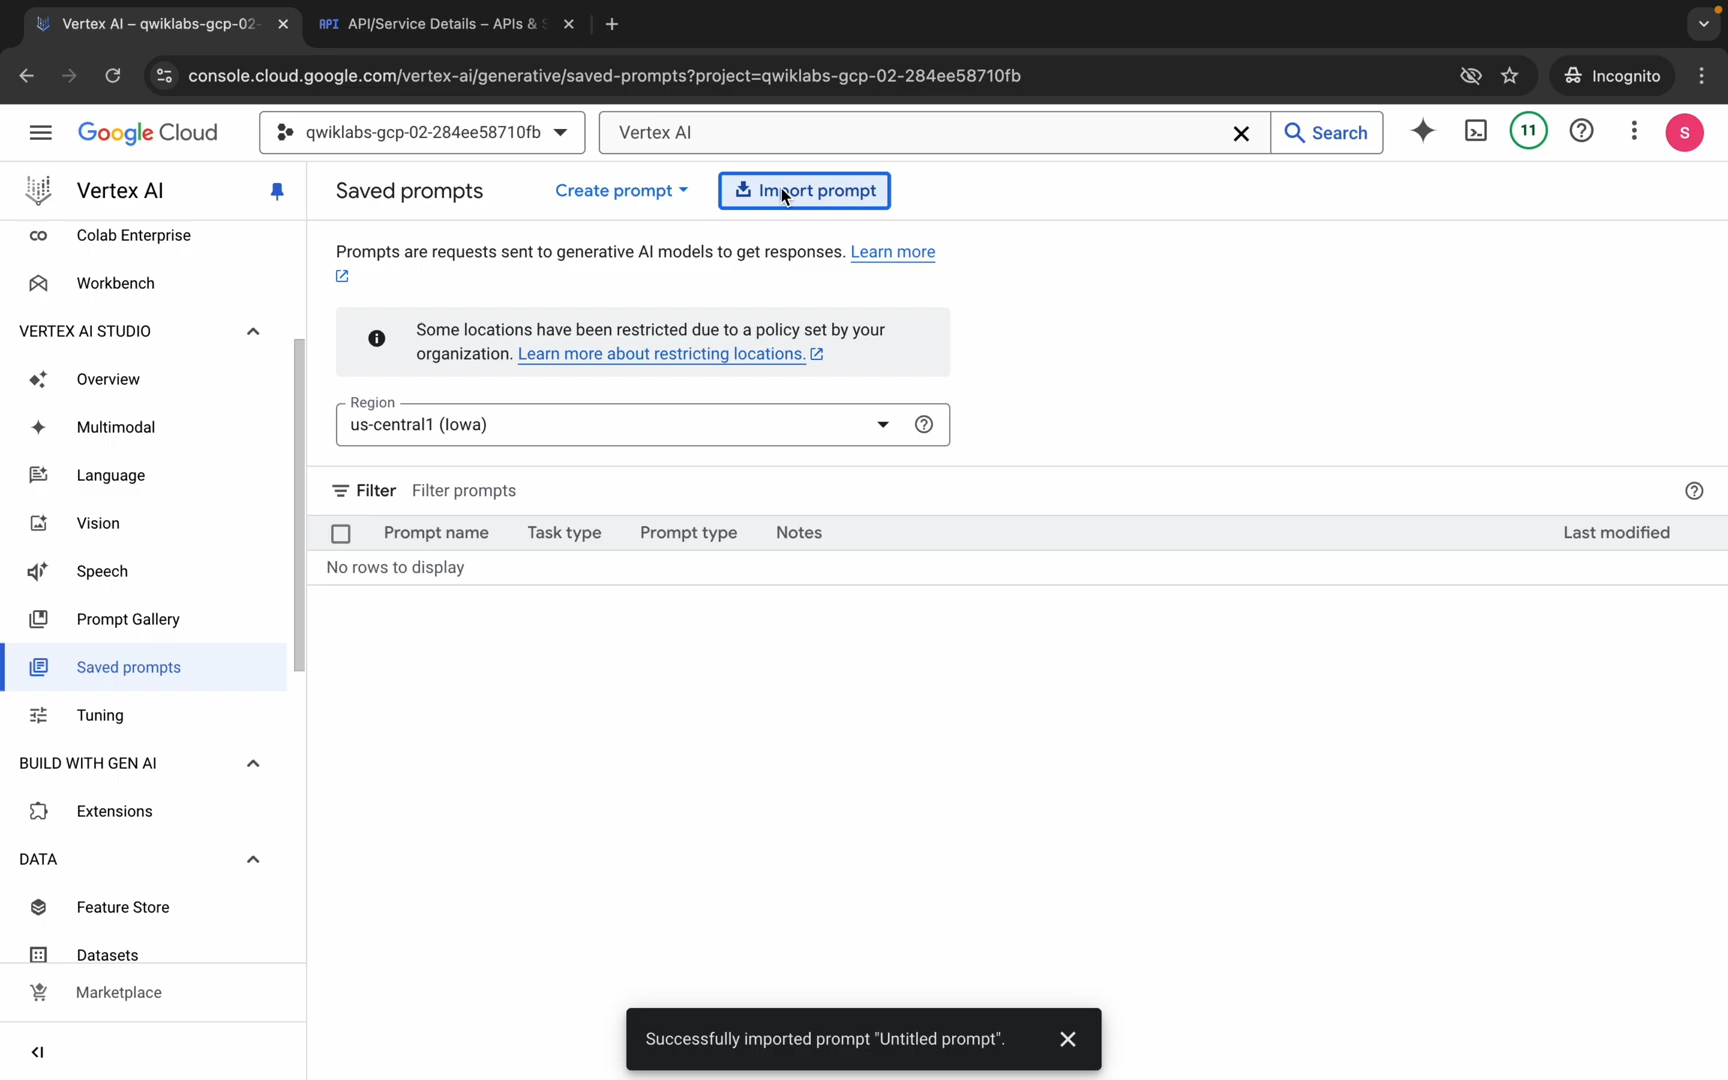 Vertex AI – qwiklabs-gcp-02-
API API/Service Details – APIs & S
console.cloud.google.com/vertex-ai/generative/saved-prompts?project=qwiklabs-gcp-02-284ee58710fb
Incognito
Google Cloud
qwiklabs-gcp-02-284ee58710fb
Vertex AI
Search
11
S
Vertex AI
Colab Enterprise
Workbench
VERTEX AI STUDIO
Overview
Multimodal
Language
Vision
Speech
Prompt Gallery
Saved prompts
Tuning
BUILD WITH GEN AI
Extensions
DATA
Feature Store
Datasets
Marketplace
Saved prompts
Create prompt
Import prompt
Prompts are requests sent to generative AI models to get responses. Learn more
Some locations have been restricted due to a policy set by your
organization. Learn more about restricting locations.
Region
us-central1 (Iowa)
Filter Filter prompts
Prompt name Task type Prompt type Notes Last modified
No rows to display
Successfully imported prompt "Untitled prompt".